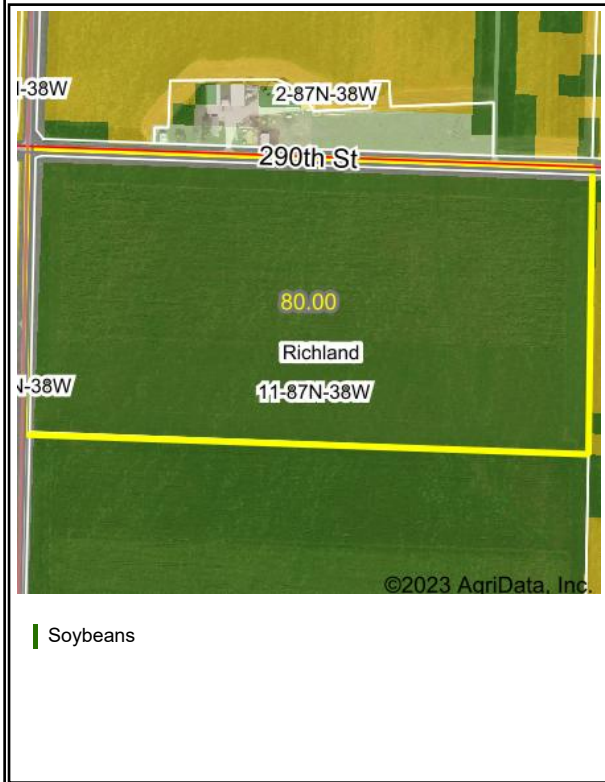 I-38W
2-87N-38W
290th St
80.00
Richland
N-38W
11-87N-38W
©2023 AgriData, Inc.
Soybeans